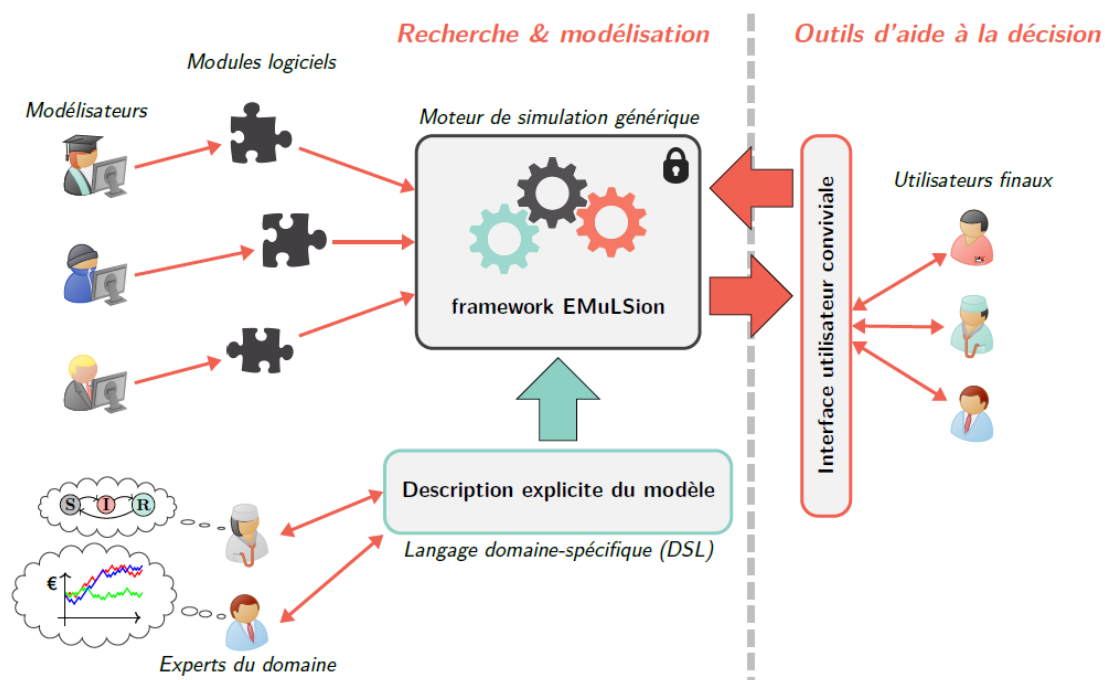 Recherche & modélisation
Outils d'aide à la décision
Modules logiciels
Modélisateurs
Moteur de simulation générique
Utilisateurs finaux
framework EMuLSion
Interface utilisateur conviviale
Description explicite du modèle
Langage domaine-spécifique (DSL)
S I R
€
Experts du domaine